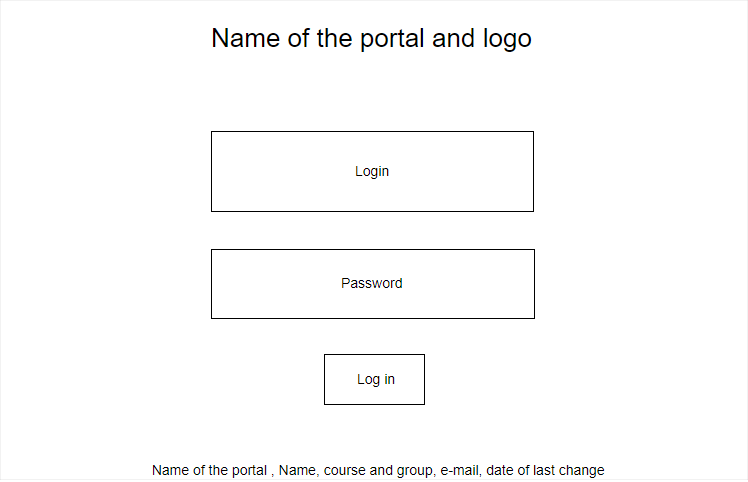 Name of the portal and logo
Login
Password
Log in
Name of the portal , Name, course and group, e-mail, date of last change